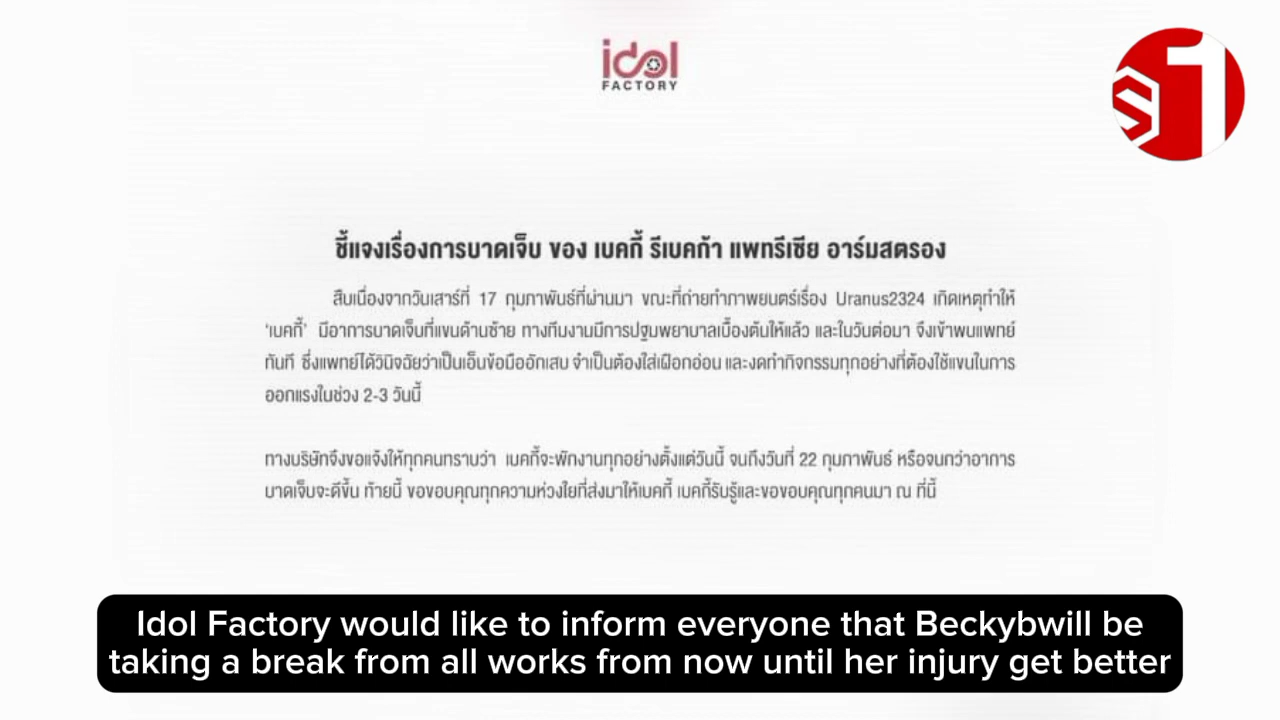 idol
FACTORY
S1
ชี้แจงเรื่องการบาดเจ็บ ของ เบคกี้ รีเบคก้า แพทรีเซีย อาร์มสตรอง
สืบเนื่องจากวันเสาร์ที่ 17 กุมภาพันธ์ที่ผ่านมา ขณะที่ถ่ายทำภาพยนตร์เรื่อง Uranus2324 เกิดเหตุทำให้
'เบคกี้' มีอาการบาดเจ็บที่แขนด้านซ้าย ทางทีมงานมีการปฐมพยาบาลเบื้องต้นให้แล้ว และในวันต่อมา จึงเข้าพบแพทย์
ทันที ซึ่งแพทย์ได้วินิจฉัยว่าเป็นเอ็นข้อมืออักเสบ จำเป็นต้องใส่เฝือกอ่อน และงดทำกิจกรรมทุกอย่างที่ต้องใช้แขนในการ
ออกแรงในช่วง 2-3 วันนี้
ทางบริษัทจึงขอแจ้งให้ทุกคนทราบว่า เบคกี้จะพักงานทุกอย่างตั้งแต่วันนี้ จนถึงวันที่ 22 กุมภาพันธ์ หรือจนกว่าอาการ
บาดเจ็บจะดีขึ้น ท้ายนี้ ขอขอบคุณทุกความห่วงใยที่ส่งมาให้เบคกี้ เบคกี้รับรู้และขอขอบคุณทุกคนมา ณ ที่นี้
Idol Factory would like to inform everyone that Beckybwill be
taking a break from all works from now until her injury get better